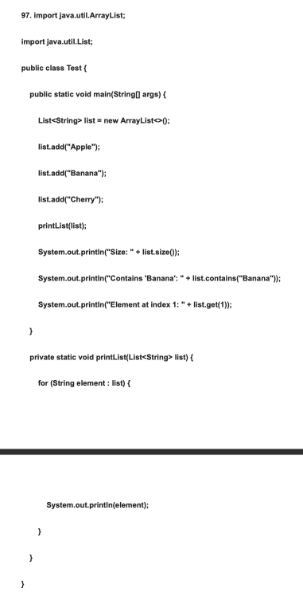 97. import java.util.ArrayList;
import java.util.List;
public class Test {
public static void main(String[] args) {
List<String> list = new ArrayList<>();
list.add("Apple");
list.add("Banana");
list.add("Cherry");
printList(list);
System.out.println("Size: " + list.size());
System.out.println("Contains 'Banana': " + list.contains("Banana"));
System.out.println("Element at index 1: " + list.get(1));
}
private static void printList(List<String> list) {
for (String element : list) {
System.out.println(element);
}
}
}